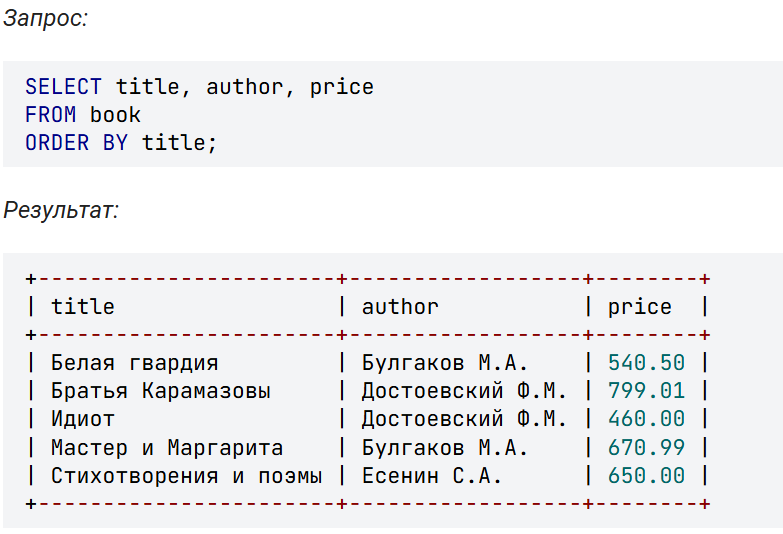 Запрос:
SELECT title, author, price
FROM book
ORDER BY title;
Результат:
+-----------------------+------------------+--------+
| title                 | author           | price  |
+-----------------------+------------------+--------+
| Белая гвардия         | Булгаков М.А.    | 540.50 |
| Братья Карамазовы     | Достоевский Ф.М. | 799.01 |
| Идиот                 | Достоевский Ф.М. | 460.00 |
| Мастер и Маргарита    | Булгаков М.А.    | 670.99 |
| Стихотворения и поэмы | Есенин С.А.      | 650.00 |
+-----------------------+------------------+--------+